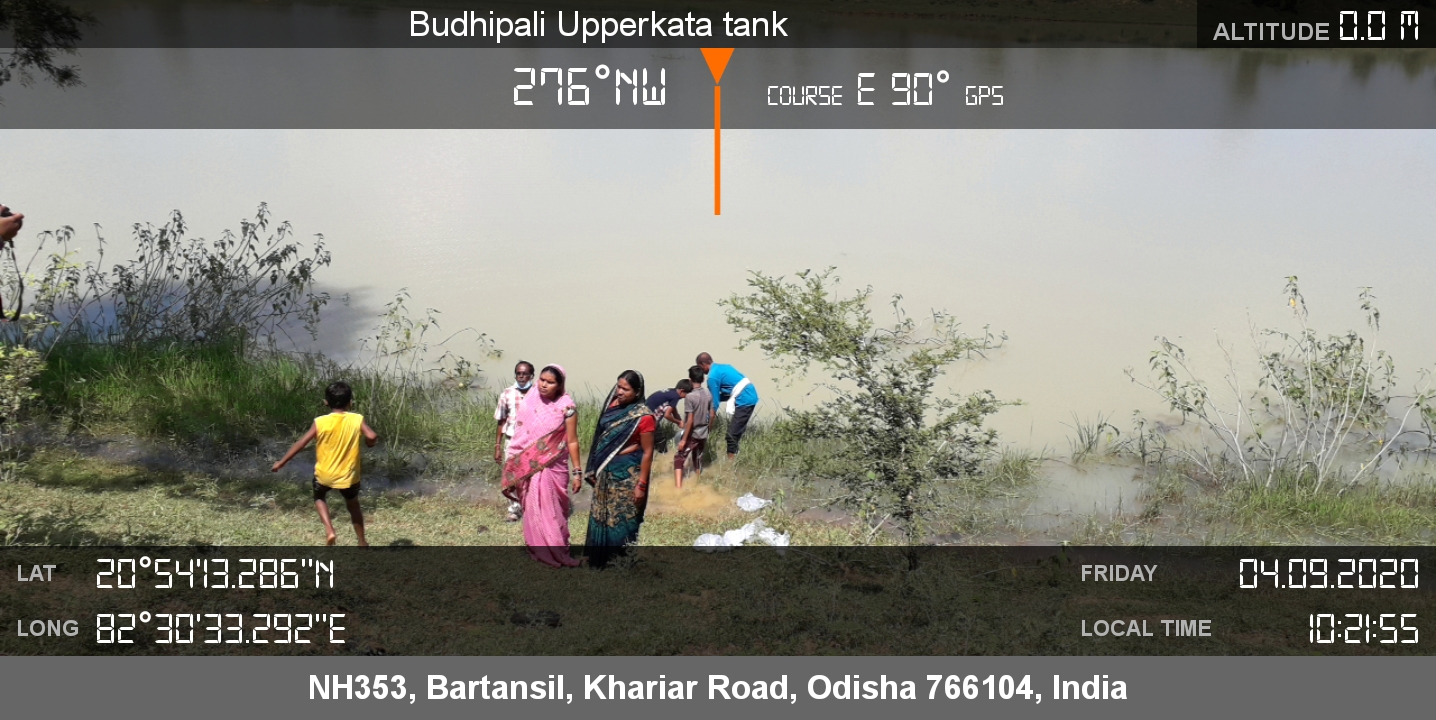 Budhipali Upperkata tank
ALTITUDE 0.0 M
276°NW
COURSE E 90° GPS
LAT 20°54'13.286"N
LONG 82°30'33.292"E
FRIDAY 04.09.2020
LOCAL TIME 10:21:55
NH353, Bartansil, Khariar Road, Odisha 766104, India